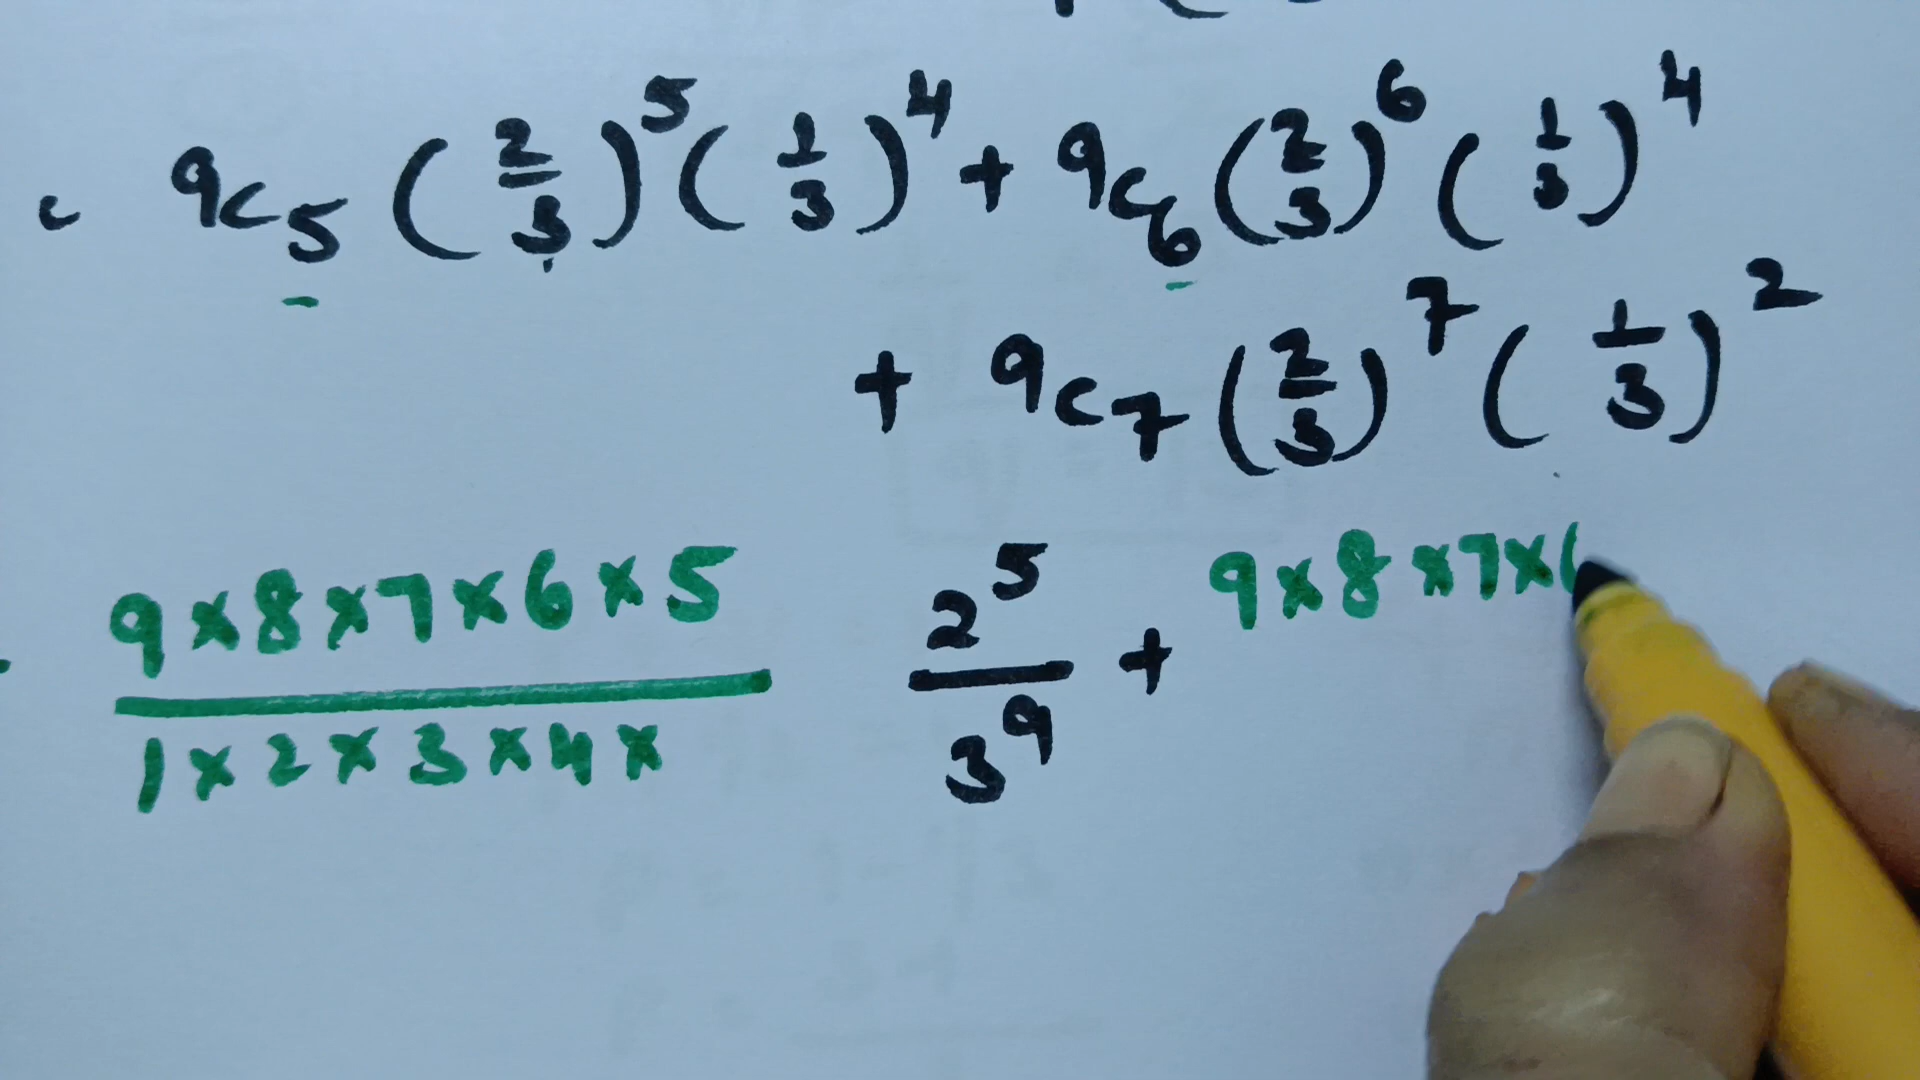 9c5 (2/3)^5 (1/3)^4 + 9c6 (2/3)^6 (1/3)^4
+ 9c7 (2/3)^7 (1/3)^2
9×8×7×6×5 2^5 + 9×8×7×
1×2×3×4× 3^9